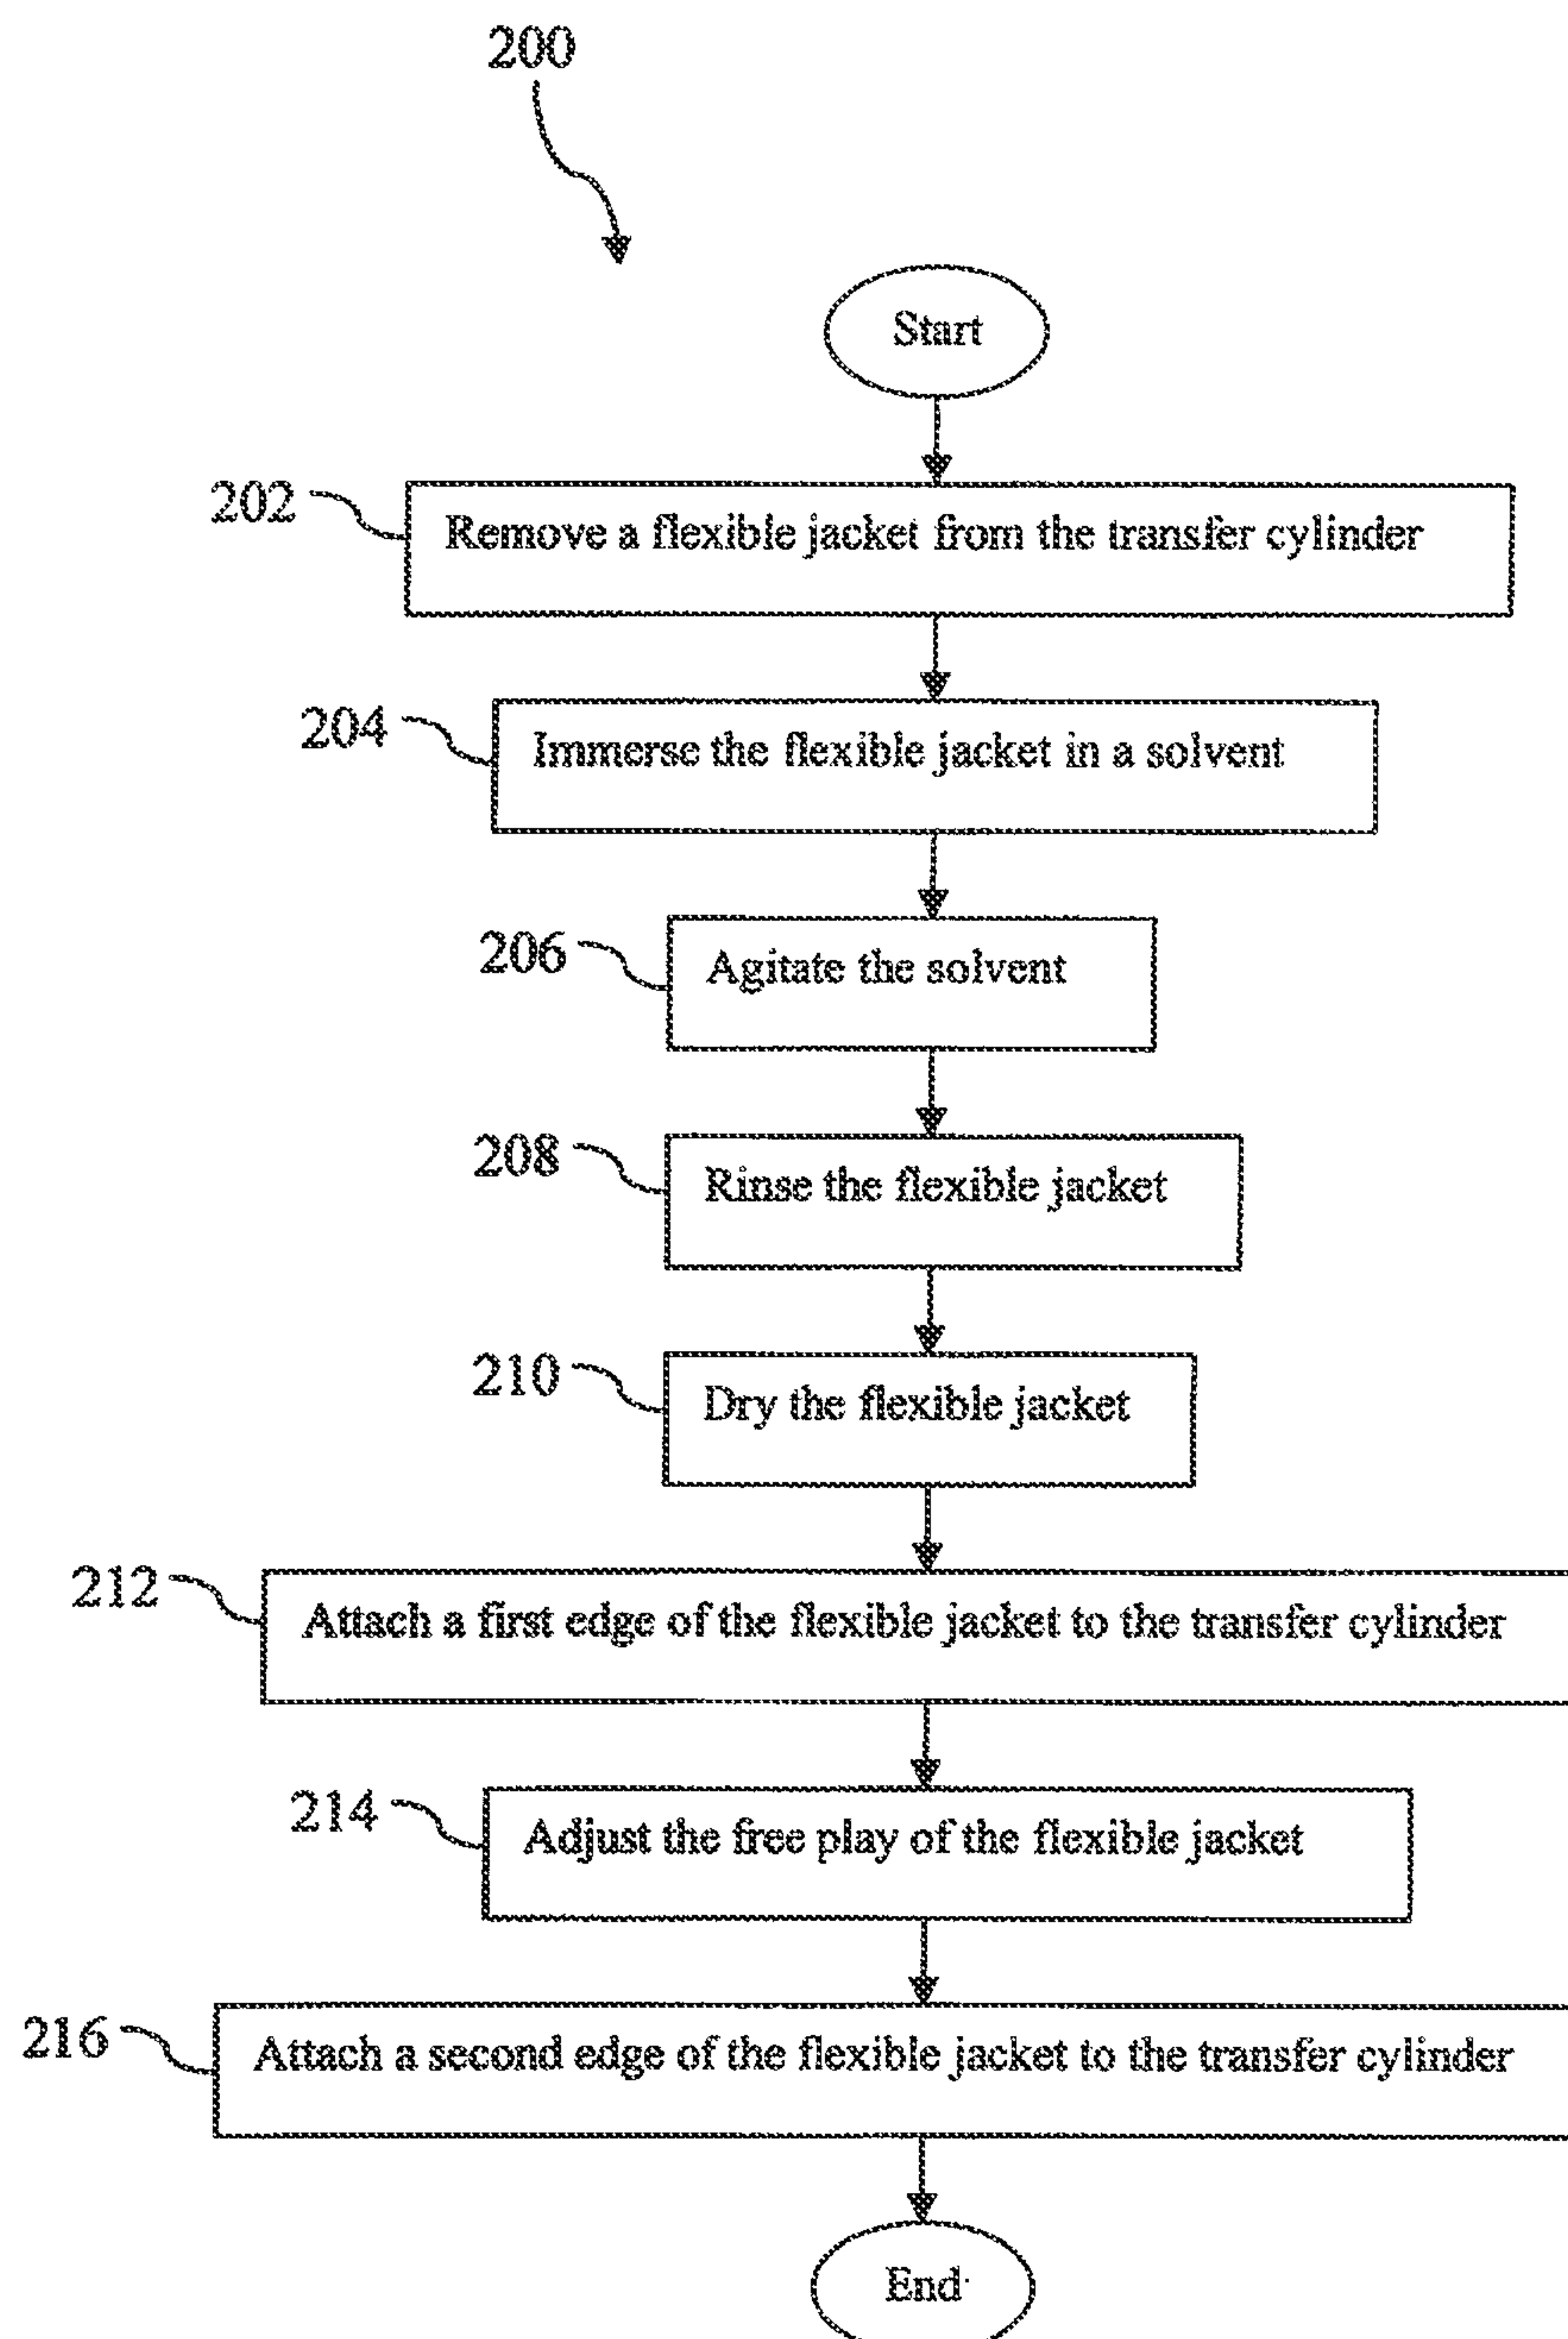 200
Start
202
Remove a flexible jacket from the transfer cylinder
204
Immerse the flexible jacket in a solvent
206
Agitate the solvent
208
Rinse the flexible jacket
210
Dry the flexible jacket
212
Attach a first edge of the flexible jacket to the transfer cylinder
214
Adjust the free play of the flexible jacket
216
Attach a second edge of the flexible jacket to the transfer cylinder
End